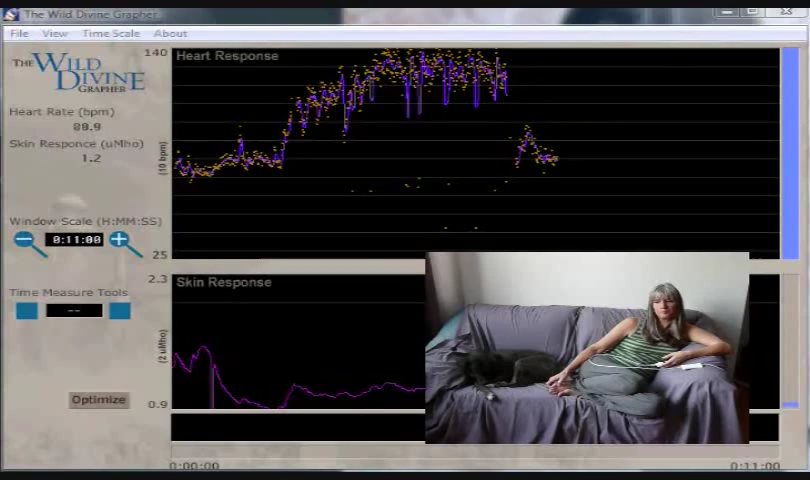 The Wild Divine Grapher
File View Time Scale About
THE WILD DIVINE GRAPHER
Heart Rate (bpm)
80.9
Skin Responce (uMho)
1.2
Window Scale (H:MM:SS)
0:11:00
Time Measure Tools
--
Optimize
140
Heart Response
(10 bpm)
25
2.3
Skin Response
(2 uMho)
0.9
0:00:00
0:11:00